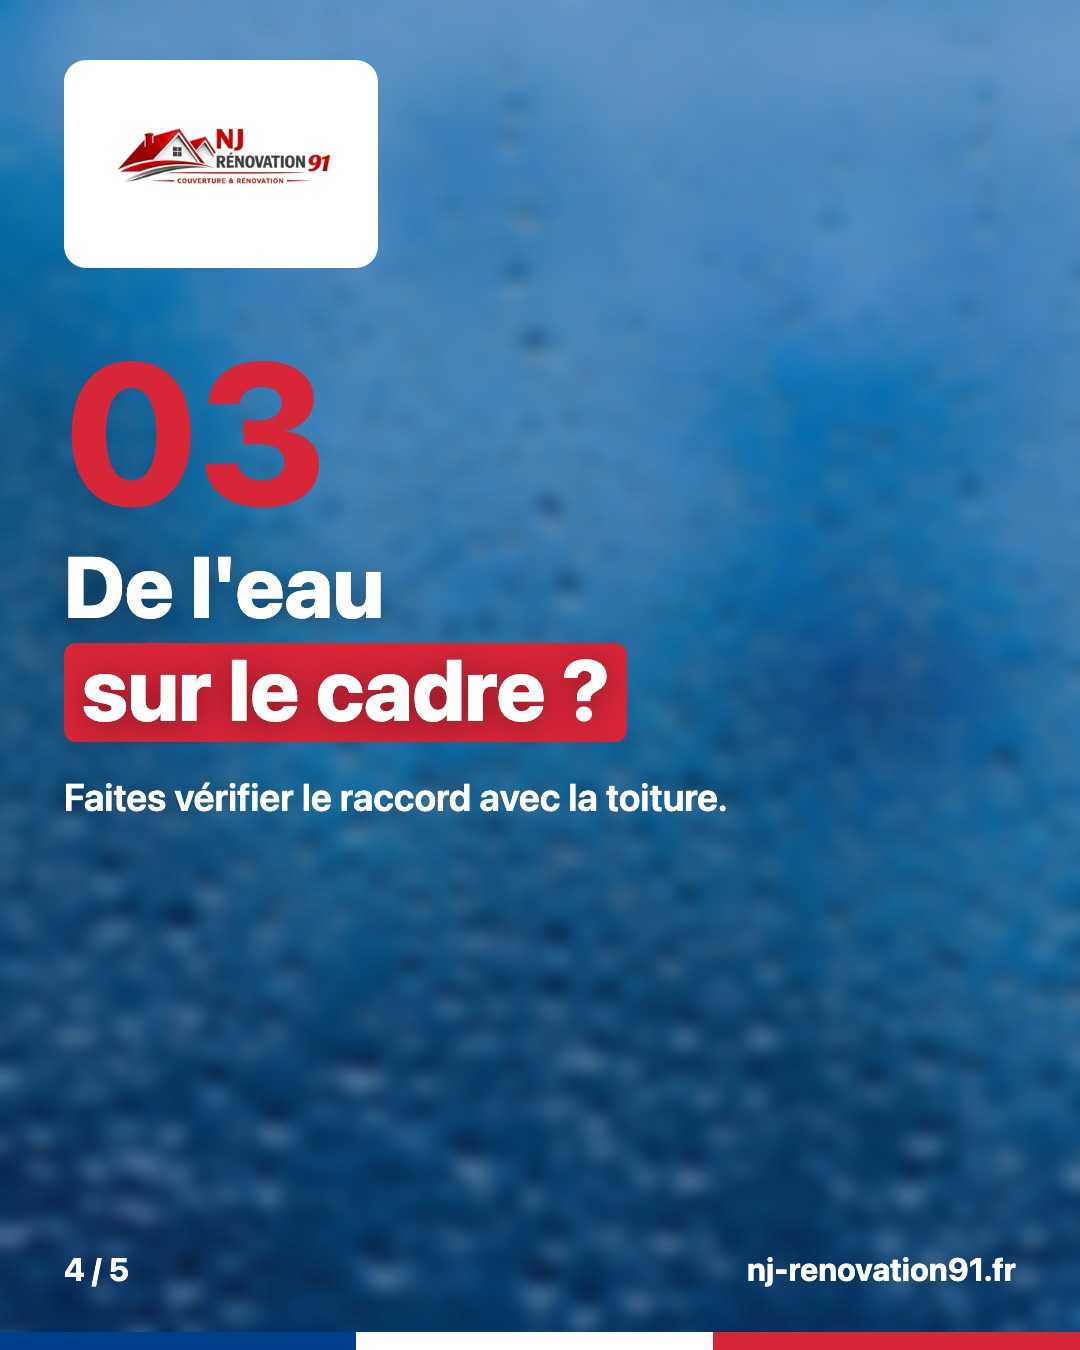 NJ
RÉNOVATION 91
COUVERTURE & RÉNOVATION
03
De l'eau
sur le cadre ?
Faites vérifier le raccord avec la toiture.
4 / 5
nj-renovation91.fr